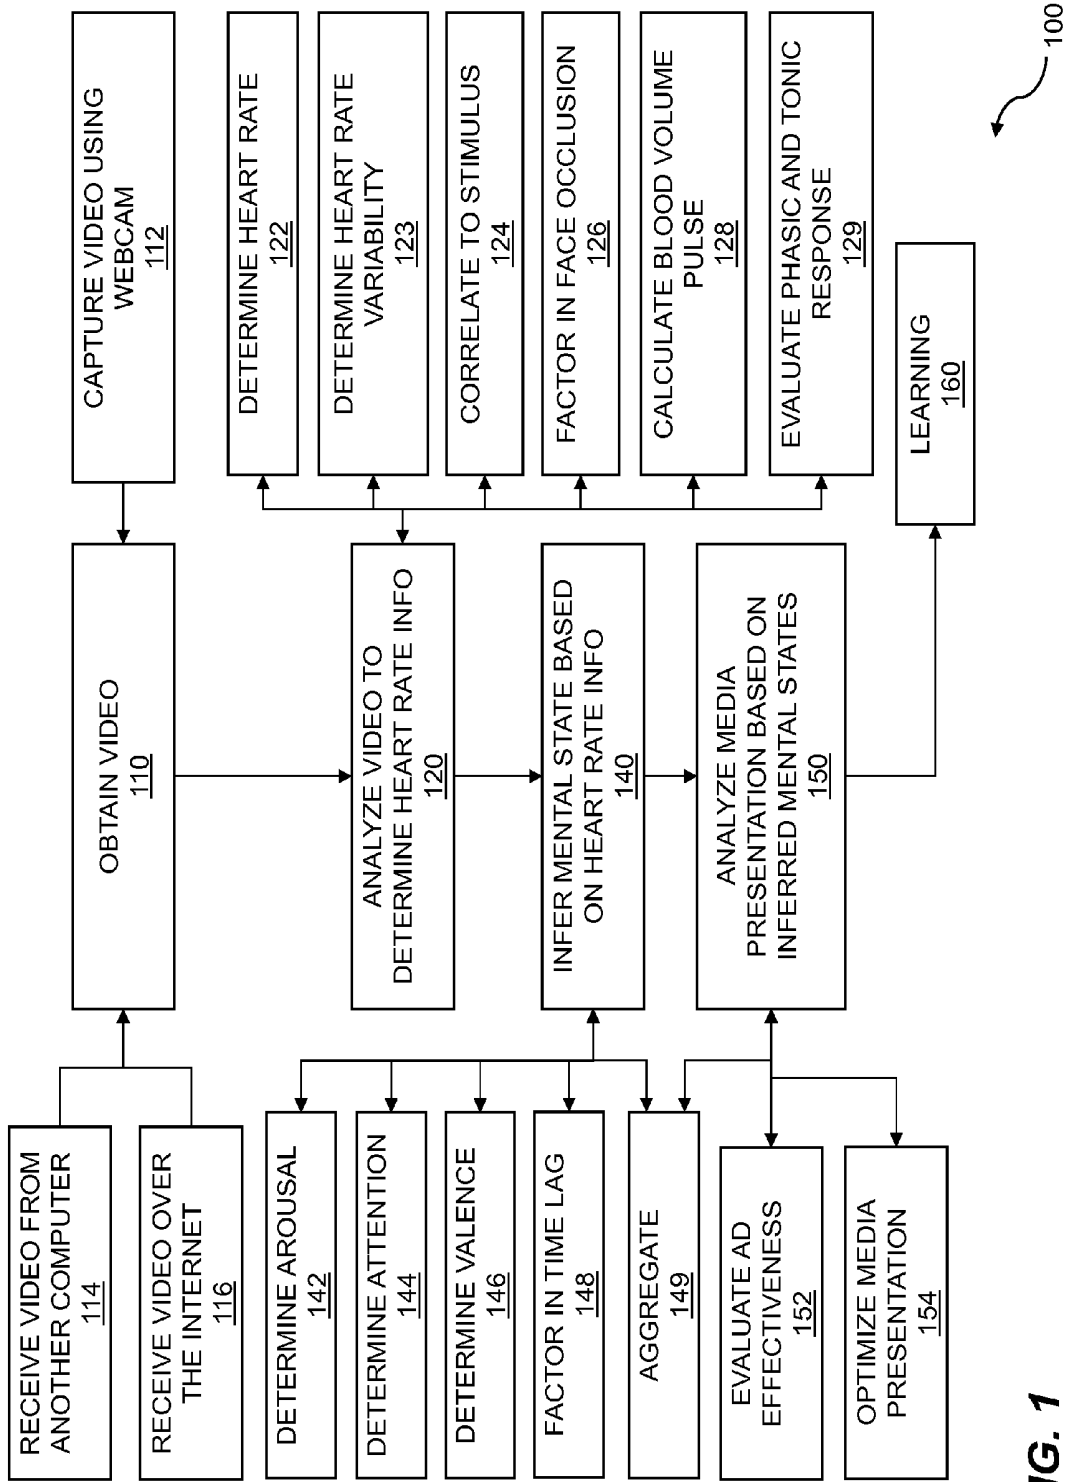 RECEIVE VIDEO FROM
ANOTHER COMPUTER
114
RECEIVE VIDEO OVER
THE INTERNET
116
OBTAIN VIDEO
110
CAPTURE VIDEO USING
WEBCAM
112
DETERMINE AROUSAL
142
DETERMINE ATTENTION
144
DETERMINE VALENCE
146
FACTOR IN TIME LAG
148
AGGREGATE
149
EVALUATE AD
EFFECTIVENESS
152
OPTIMIZE MEDIA
PRESENTATION
154
ANALYZE VIDEO TO
DETERMINE HEART RATE INFO
120
INFER MENTAL STATE BASED
ON HEART RATE INFO
140
ANALYZE MEDIA
PRESENTATION BASED ON
INFERRED MENTAL STATES
150
DETERMINE HEART RATE
122
DETERMINE HEART RATE
VARIABILITY
123
CORRELATE TO STIMULUS
124
FACTOR IN FACE OCCLUSION
126
CALCULATE BLOOD VOLUME
PULSE
128
EVALUATE PHASIC AND TONIC
RESPONSE
129
LEARNING
160
100
IG. 1